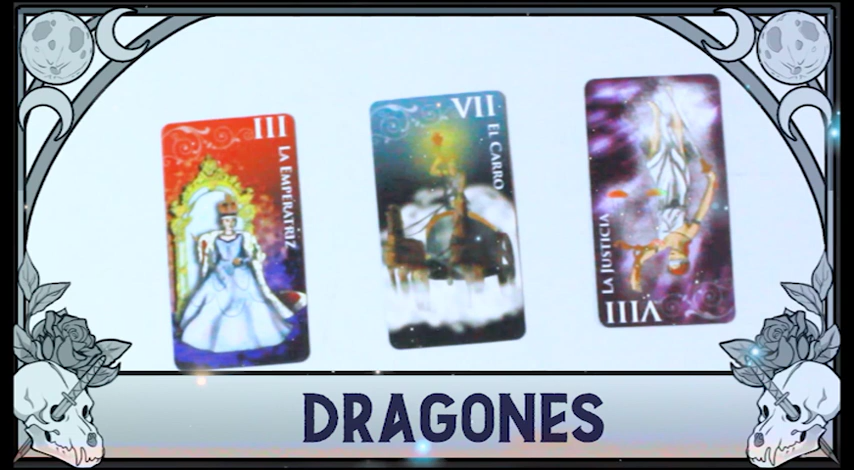 III
LA EMPERATRIZ
VII
EL CARRO
LA JUSTICIA
VIII
DRAGONES